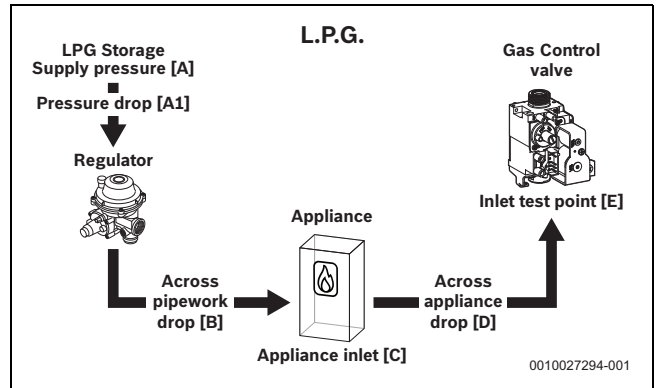 L.P.G.
LPG Storage
Supply pressure [A]
Pressure drop [A1]
Regulator
Across
pipework
drop [B]
Appliance
Appliance inlet [C]
Across
appliance
drop [D]
Gas Control
valve
Inlet test point [E]
0010027294-001